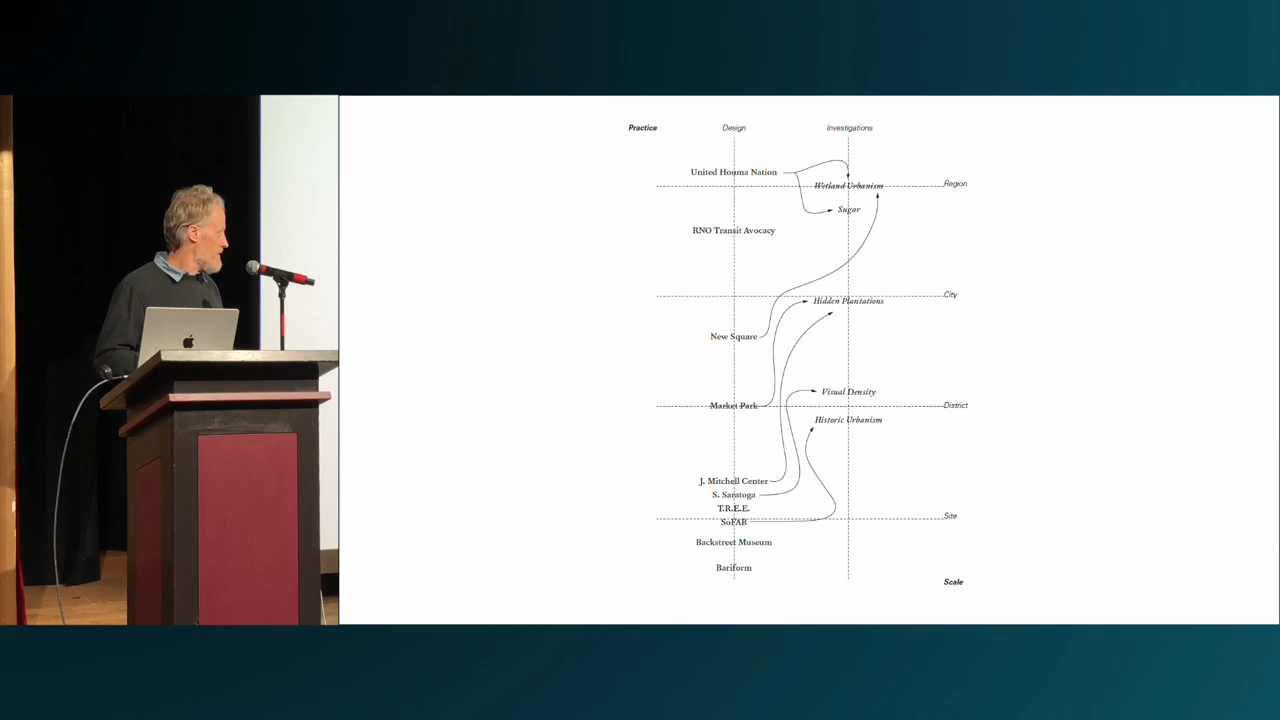 Practice Design Investigations
United Houma Nation
Wetland Urbanism
Region
Sugar
RNO Transit Avocacy
City
Hidden Plantations
New Square
Visual Density
Market Park
District
Historic Urbanism
J. Mitchell Center
S. Saratoga
T.R.E.E.
Site
SoFAB
Backstreet Museum
Bariform
Scale